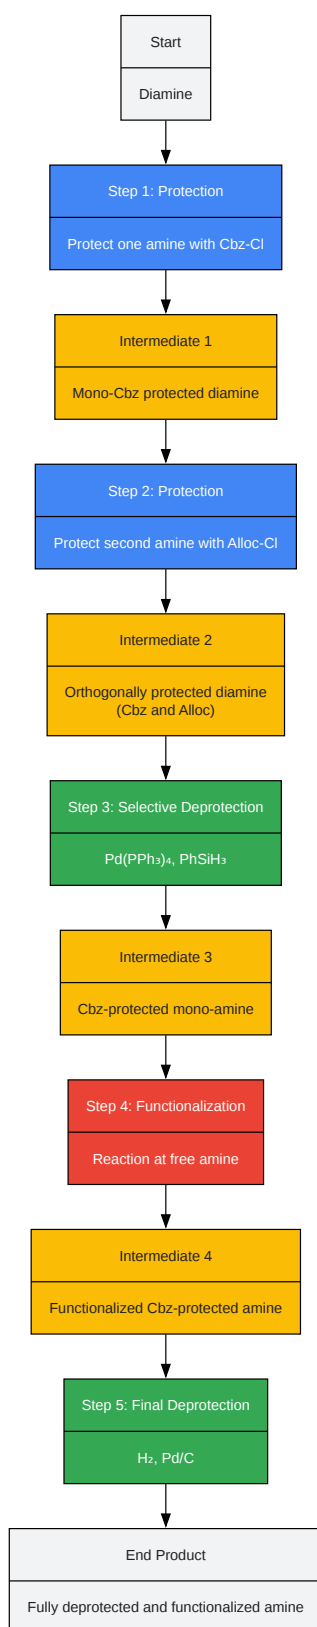 Start
Diamine
Step 1: Protection
Protect one amine with Cbz-Cl
Intermediate 1
Mono-Cbz protected diamine
Step 2: Protection
Protect second amine with Alloc-Cl
Intermediate 2
Orthogonally protected diamine
(Cbz and Alloc)
Step 3: Selective Deprotection
Pd(PPh₃)₄, PhSiH₃
Intermediate 3
Cbz-protected mono-amine
Step 4: Functionalization
Reaction at free amine
Intermediate 4
Functionalized Cbz-protected amine
Step 5: Final Deprotection
H₂, Pd/C
End Product
Fully deprotected and functionalized amine